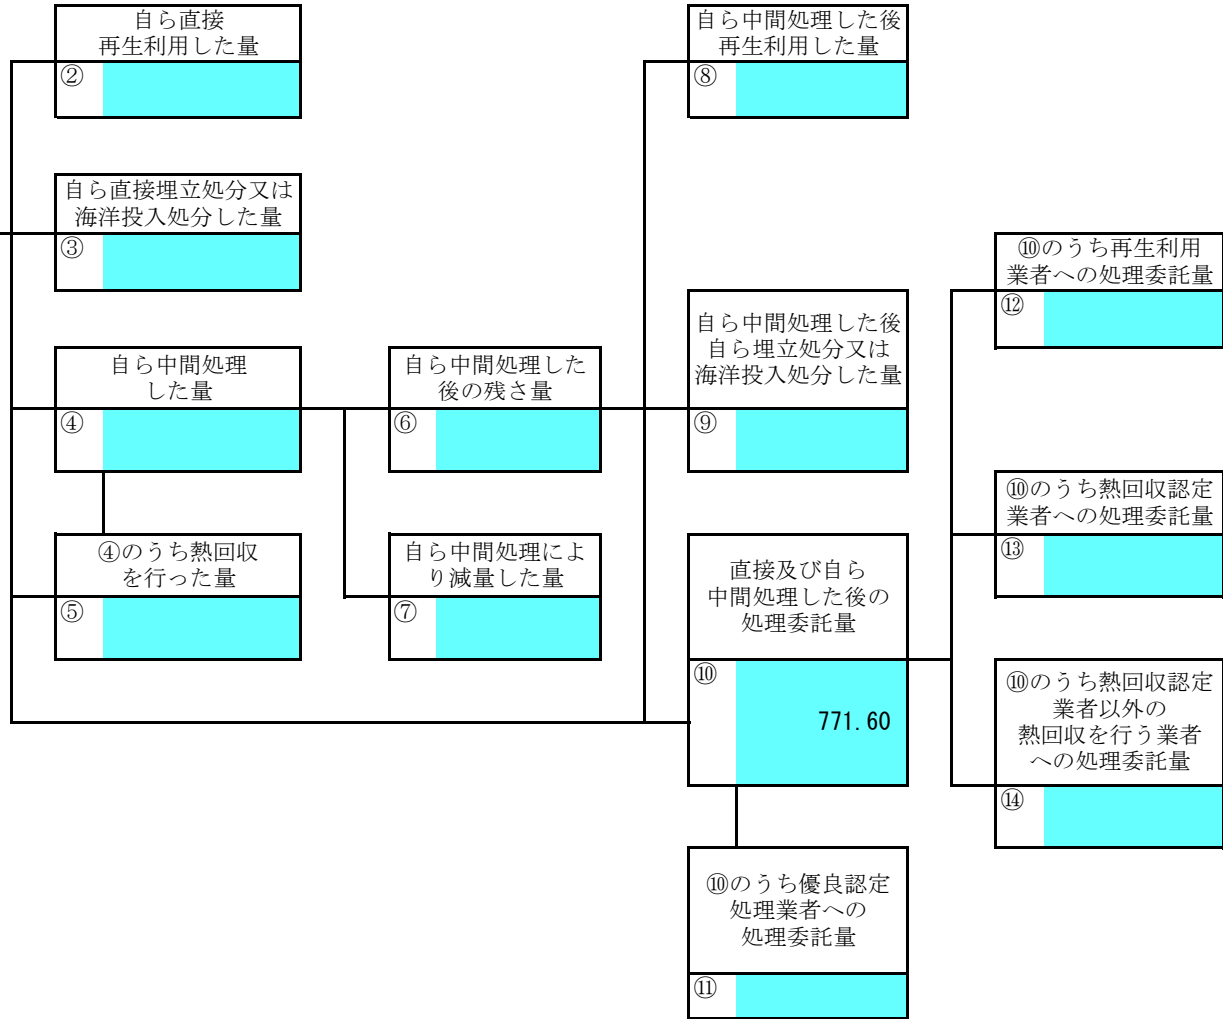 自ら直接
再生利用した量
②
自ら直接埋立処分又は
海洋投入処分した量
③
自ら中間処理
した量
④
④のうち熱回収
を行った量
⑤
自ら中間処理した
後の残さ量
⑥
自ら中間処理によ
り減量した量
⑦
自ら中間処理した後
再生利用した量
⑧
自ら中間処理した後
自ら埋立処分又は
海洋投入処分した量
⑨
直接及び自ら
中間処理した後の
処理委託量
⑩
771.60
⑩のうち優良認定
処理業者への
処理委託量
⑪
⑩のうち再生利用
業者への処理委託量
⑫
⑩のうち熱回収認定
業者への処理委託量
⑬
⑩のうち熱回収認定
業者以外の
熱回収を行う業者
への処理委託量
⑭